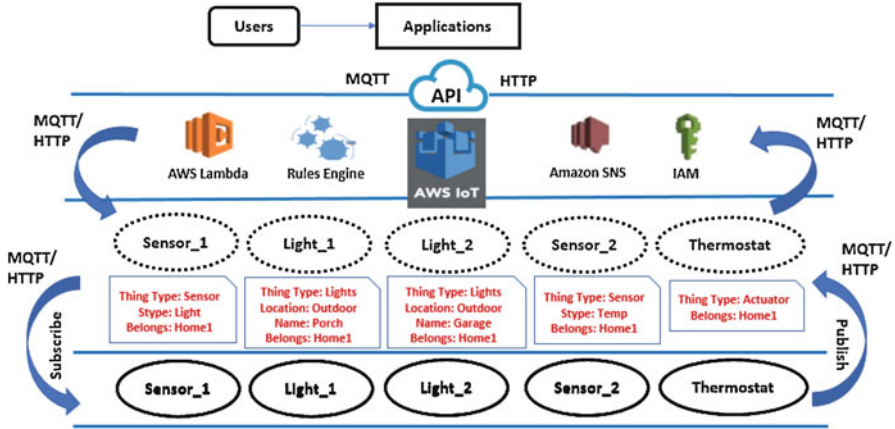 Users
Applications
MQTT
API
HTTP
MQTT/
HTTP
MQTT/
HTTP
AWS Lambda
Rules Engine
AWS IoT
Amazon SNS
IAM
Sensor_1
Light_1
Light_2
Sensor_2
Thermostat
MQTT/
HTTP
MQTT/
HTTP
Thing Type: Sensor
Stype: Light
Belongs: Home1
Thing Type: Lights
Location: Outdoor
Name: Porch
Belongs: Home1
Thing Type: Lights
Location: Outdoor
Name: Garage
Belongs: Home1
Thing Type: Sensor
Stype: Temp
Belongs: Home1
Thing Type: Actuator
Belongs: Home1
Subscribe
Publish
Sensor_1
Light_1
Light_2
Sensor_2
Thermostat